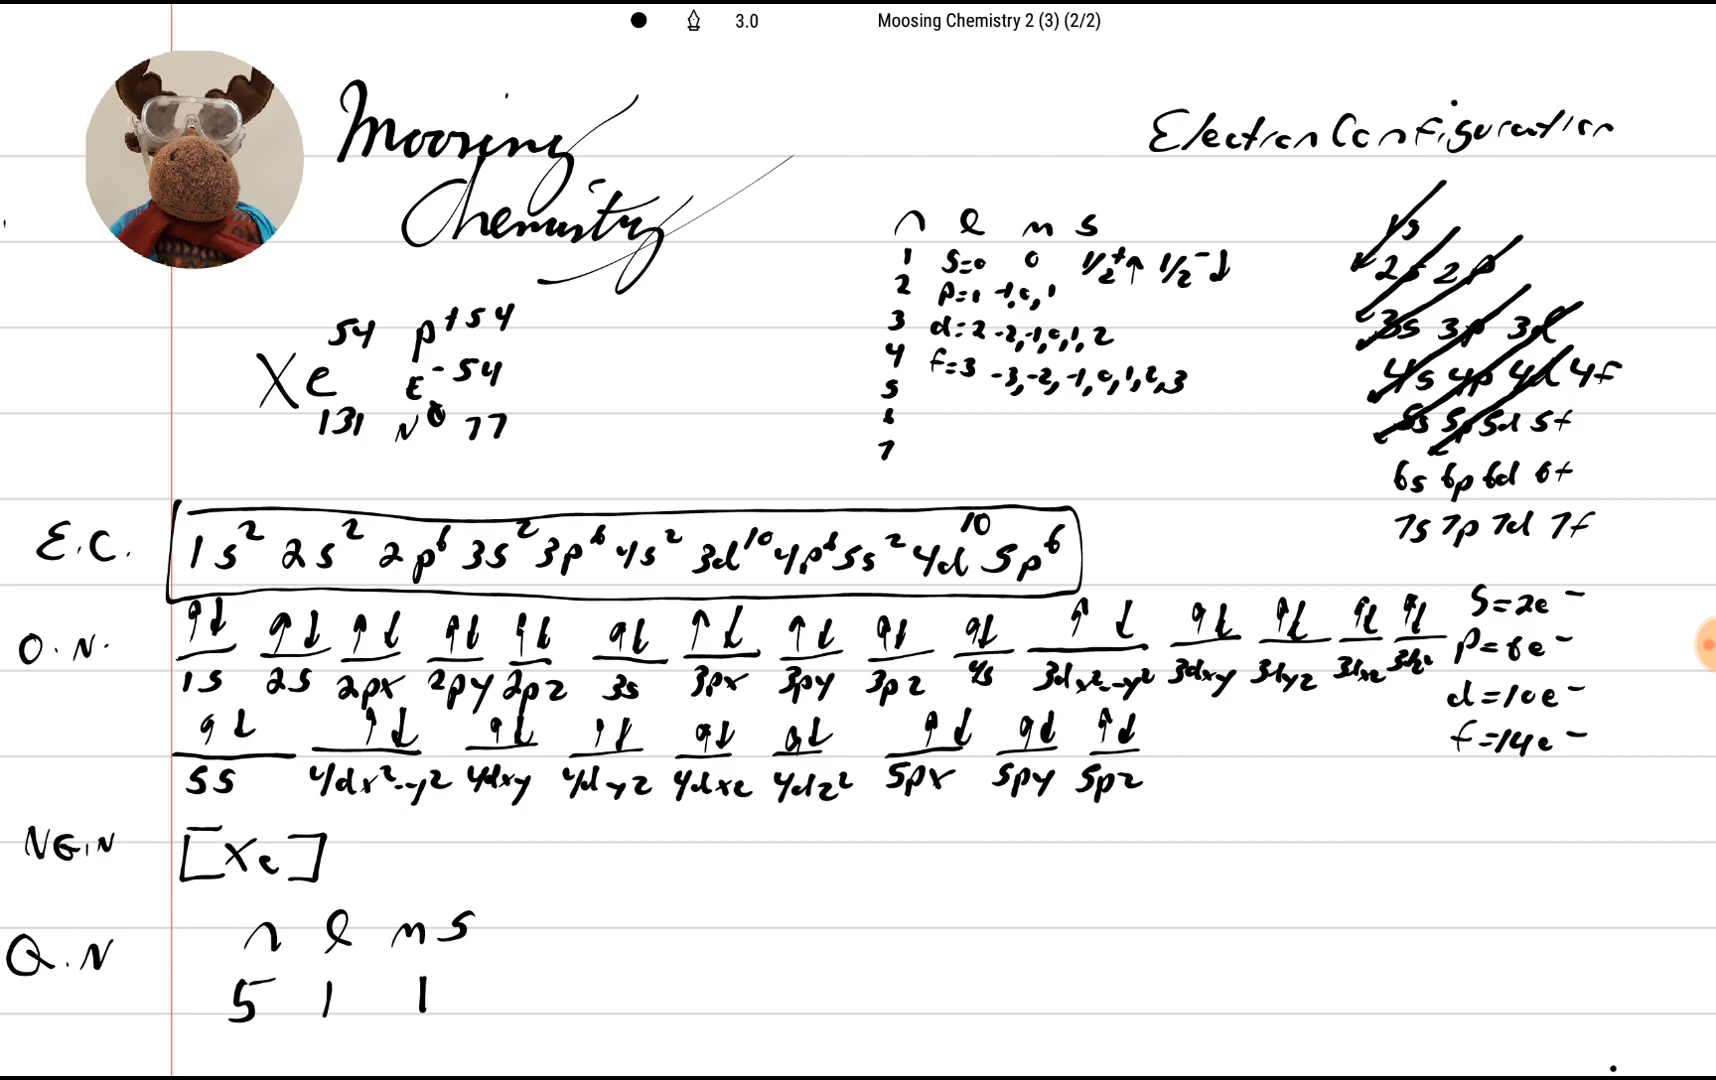 3.0 Moosing Chemistry 2 (3) (2/2)
Moosing
Chemistry
Electron Configuration
n l m s
1 s=0 0 1/2+↑ 1/2-↓
2 p=1 -1,0,1
3 d=2 -2,-1,0,1,2
4 f=3 -3,-2,-1,0,1,2,3
5
6
7
1s
2s 2p
3s 3p 3d
4s 4p 4d 4f
5s 5p 5d 5f
6s 6p 6d 6f
7s 7p 7d 7f
54 p+54
Xe E-54
131 N0 77
E.C. 1s² 2s² 2p⁶ 3s² 3p⁶ 4s² 3d¹⁰ 4p⁶ 5s² 4d¹⁰ 5p⁶
O.N. ↑↓ ↑↓ ↑↓ ↑↓ ↑↓ ↑↓ ↑↓ ↑↓ ↑↓ ↑↓ ↑↓ ↑↓ ↑↓ ↑↓ ↑↓
1s 2s 2px 2py 2pz 3s 3px 3py 3pz 4s 3dx²-y² 3dxy 3dyz 3dxz 3dz²
↑↓ ↑↓ ↑↓ ↑↓ ↑↓ ↑↓ ↑↓ ↑↓ ↑↓
5s 4dx²-y² 4dxy 4dyz 4dxz 4dz² 5px 5py 5pz
s=2e-
p=6e-
d=10e-
f=14e-
NG.N [Xe]
Q.N n l m s
5 1 1